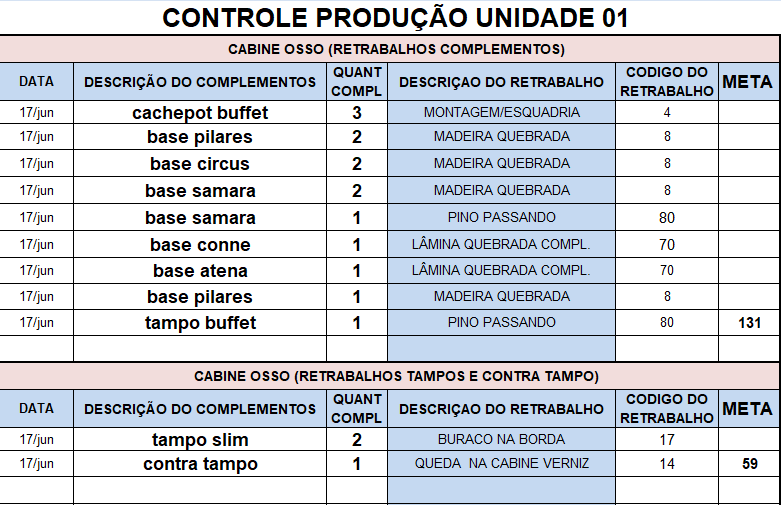 CONTROLE PRODUÇÃO UNIDADE 01
CABINE OSSO (RETRABALHOS COMPLEMENTOS)
DATA DESCRIÇÃO DO COMPLEMENTOS QUANT COMPL DESCRIÇAO DO RETRABALHO CODIGO DO RETRABALHO META
17/jun cachepot buffet 3 MONTAGEM/ESQUADRIA 4
17/jun base pilares 2 MADEIRA QUEBRADA 8
17/jun base circus 2 MADEIRA QUEBRADA 8
17/jun base samara 2 MADEIRA QUEBRADA 8
17/jun base samara 1 PINO PASSANDO 80
17/jun base conne 1 LÂMINA QUEBRADA COMPL. 70
17/jun base atena 1 LÂMINA QUEBRADA COMPL. 70
17/jun base pilares 1 MADEIRA QUEBRADA 8
17/jun tampo buffet 1 PINO PASSANDO 80 131
CABINE OSSO (RETRABALHOS TAMPOS E CONTRA TAMPO)
DATA DESCRIÇÃO DO COMPLEMENTOS QUANT COMPL DESCRIÇAO DO RETRABALHO CODIGO DO RETRABALHO META
17/jun tampo slim 2 BURACO NA BORDA 17
17/jun contra tampo 1 QUEDA NA CABINE VERNIZ 14 59